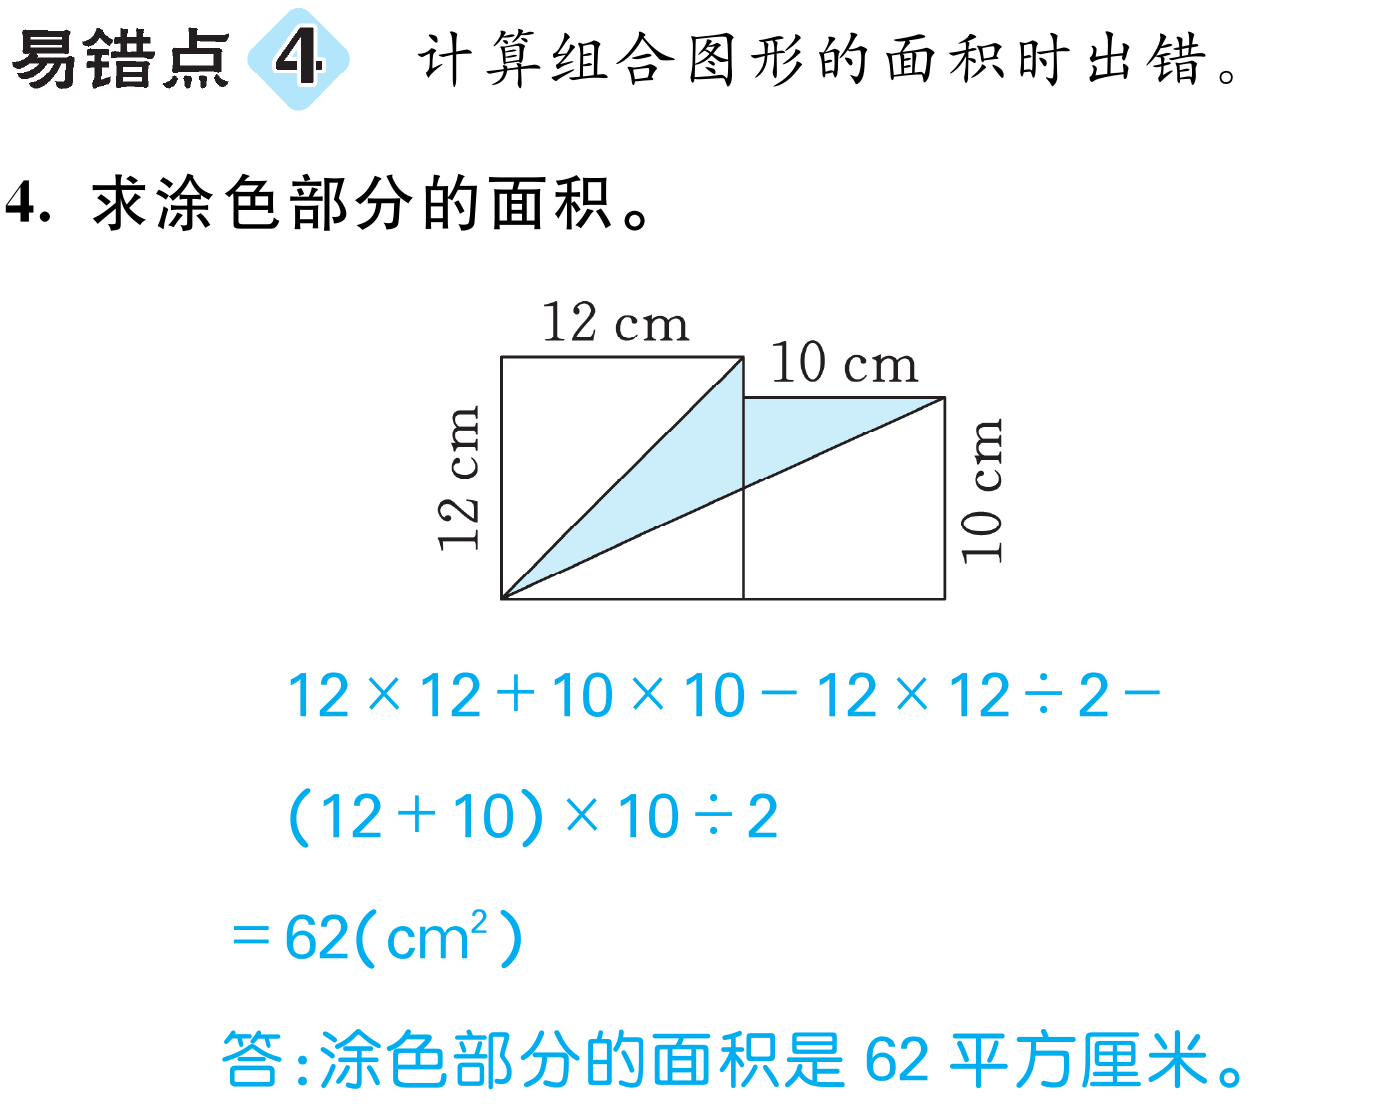 易错点 4 计算组合图形的面积时出错。
4. 求涂色部分的面积。
12 cm
10 cm
12 cm
10 cm
12×12+10×10-12×12÷2-
(12+10)×10÷2
=62(cm²)
答:涂色部分的面积是 62 平方厘米。